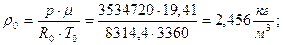 ρ₀ = p · μ / R₀ · T₀ = 3534720 · 19,41 / 8314,4 · 3360 = 2,456 кг / м³ ;